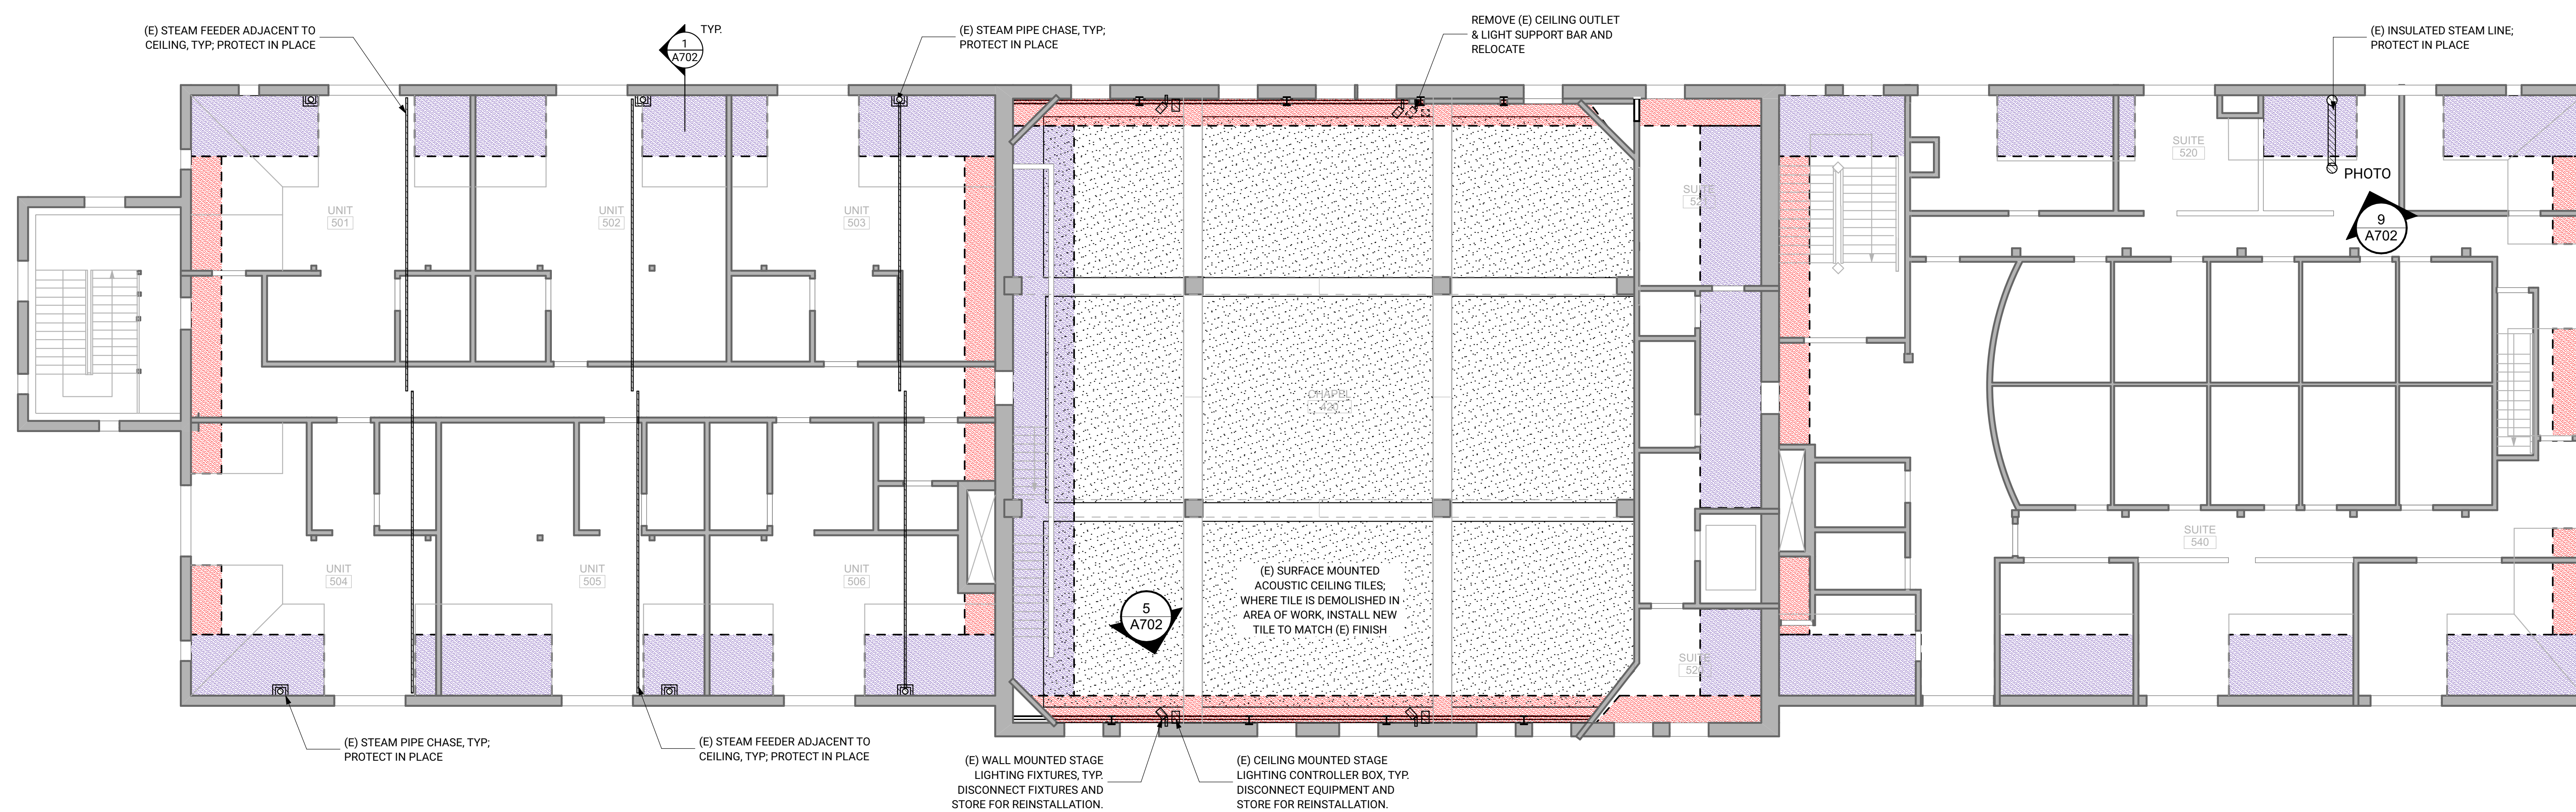 (E) STEAM FEEDER ADJACENT TO
CEILING, TYP; PROTECT IN PLACE
1
A702
TYP.
(E) STEAM PIPE CHASE, TYP;
PROTECT IN PLACE
REMOVE (E) CEILING OUTLET
& LIGHT SUPPORT BAR AND
RELOCATE
(E) INSULATED STEAM LINE;
PROTECT IN PLACE
UNIT
501
UNIT
502
UNIT
503
SUITE
SUITE
520
PHOTO
9
A702
CHAPEL
420
UNIT
504
UNIT
505
UNIT
506
5
A702
(E) SURFACE MOUNTED
ACOUSTIC CEILING TILES;
WHERE TILE IS DEMOLISHED IN
AREA OF WORK, INSTALL NEW
TILE TO MATCH (E) FINISH
SUITE
SUITE
540
(E) STEAM PIPE CHASE, TYP;
PROTECT IN PLACE
(E) STEAM FEEDER ADJACENT TO
CEILING, TYP; PROTECT IN PLACE
(E) WALL MOUNTED STAGE
LIGHTING FIXTURES, TYP.
DISCONNECT FIXTURES AND
STORE FOR REINSTALLATION.
(E) CEILING MOUNTED STAGE
LIGHTING CONTROLLER BOX, TYP.
DISCONNECT EQUIPMENT AND
STORE FOR REINSTALLATION.